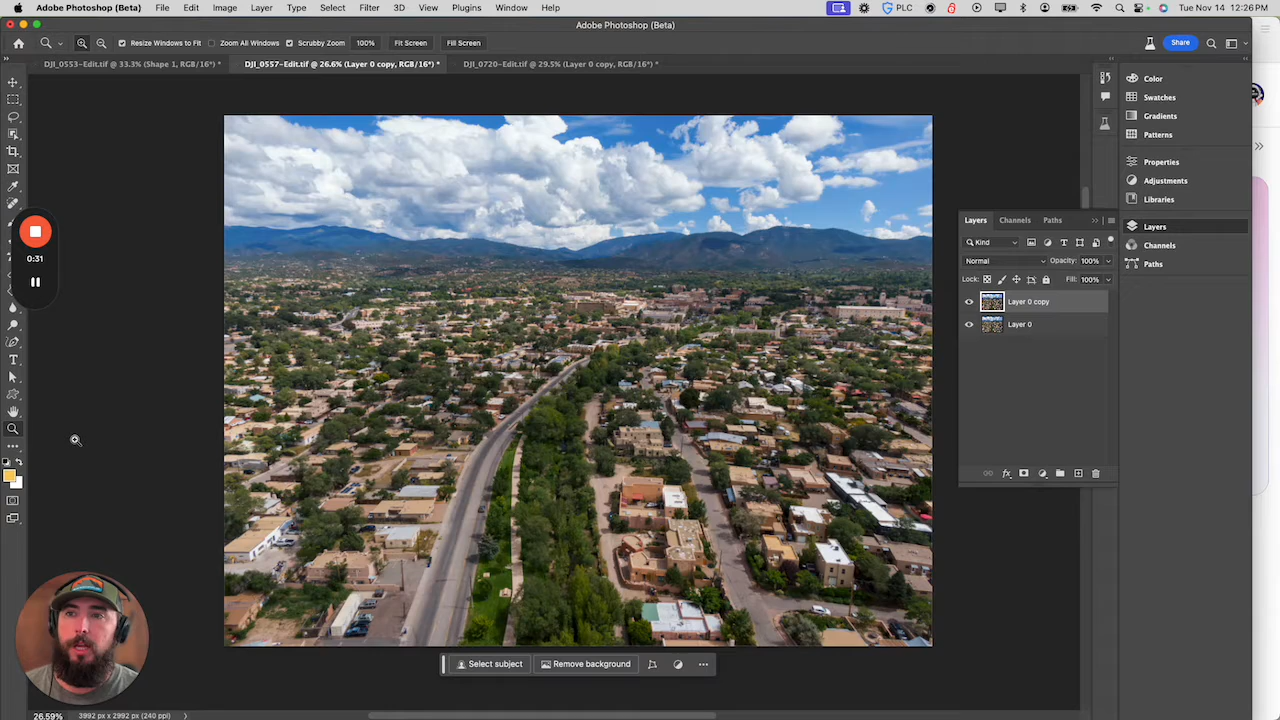 Adobe Photoshop (Beta) File Edit Image Layer Type Select Filter 3D View Plugins Window Help PLC Tue Nov 14 12:26 PM
Adobe Photoshop (Beta)
Resize Windows to Fit Zoom All Windows Scrubby Zoom 100% Fit Screen Fill Screen Share
DJI_0553-Edit.tif @ 33.3% (Shape 1, RGB/16*) * DJI_0557-Edit.tif @ 26.6% (Layer 0 copy, RGB/16*) * DJI_0720-Edit.tif @ 29.5% (Layer 0 copy, RGB/16*) *
Color
Swatches
Gradients
Patterns
Properties
Adjustments
Libraries
Layers
Channels
Paths
Layers Channels Paths
Kind
Normal Opacity: 100%
Lock: Fill: 100%
Layer 0 copy
Layer 0
0:31
Select subject Remove background
26.59% 3992 px x 2992 px (240 ppi)